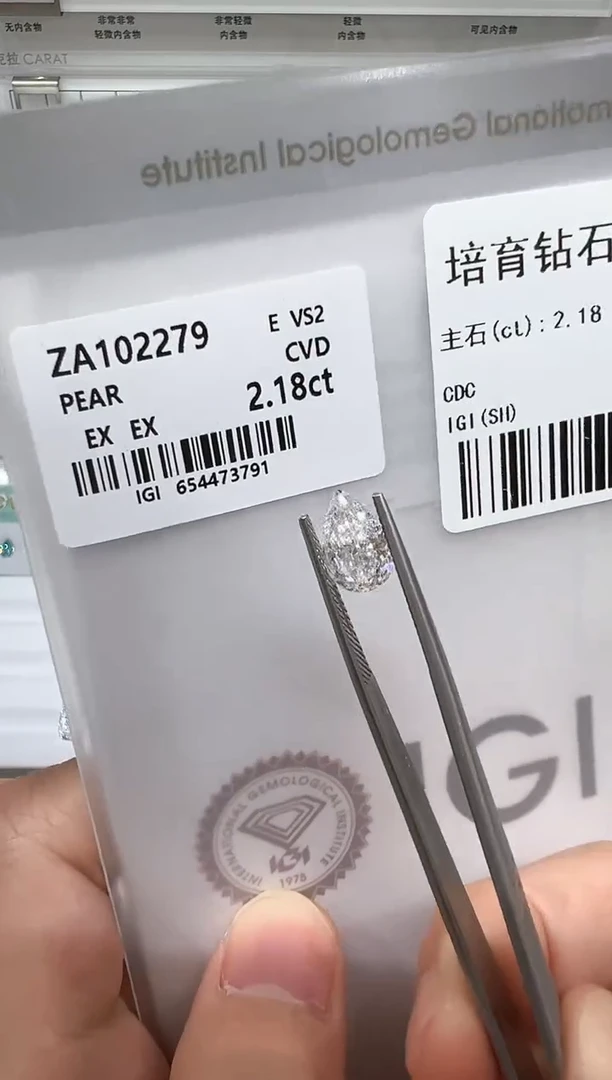 无内含物
非常非常
轻微内含物
非常轻微
内含物
轻微
内含物
可见内含物
克拉 CARAT
International Gemological Institute
ZA102279
E VS2
PEAR
CVD
EX EX
2.18ct
IGI 654473791
培育钻石
主石(ct):2.18
CDC
IGI(SH)
IGI
INTERNATIONAL GEMOLOGICAL INSTITUTE
IGI
1975